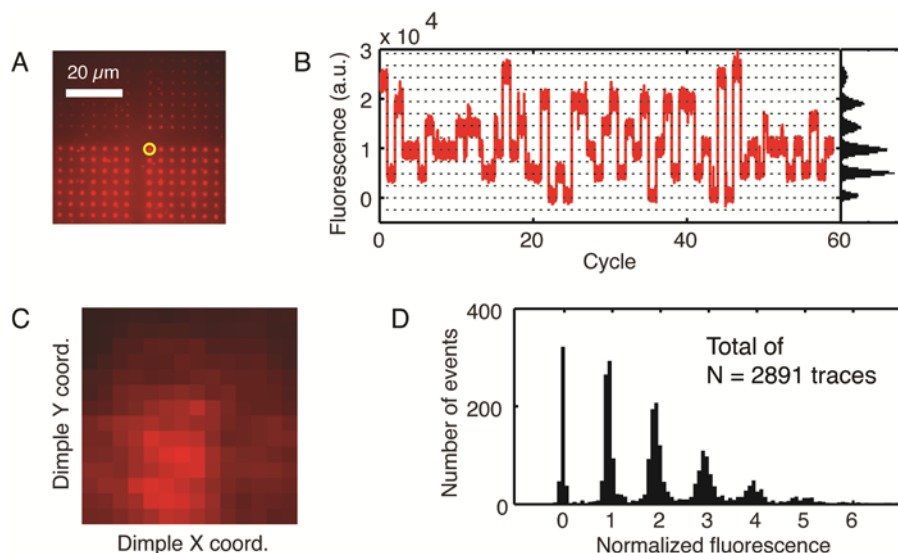 A
20 μm
B
x 10 4
Fluorescence (a.u.)
3
2
1
0
0
20
40
60
Cycle
C
Dimple Y coord.
Dimple X coord.
D
Number of events
400
200
0
Total of
N = 2891 traces
0 1 2 3 4 5 6
Normalized fluorescence